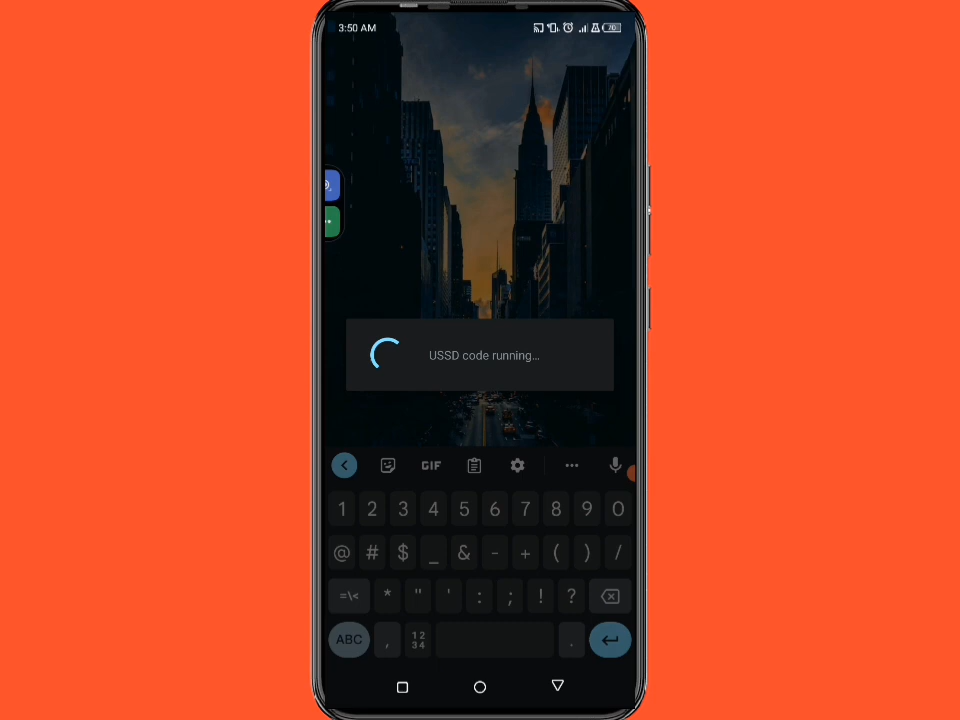 3:50 AM
70
USSD code running...
GIF
1 2 3 4 5 6 7 8 9 0
@ # $ _ & - + ( ) /
=\< * " ' : ; ! ?
ABC , 12 34 .